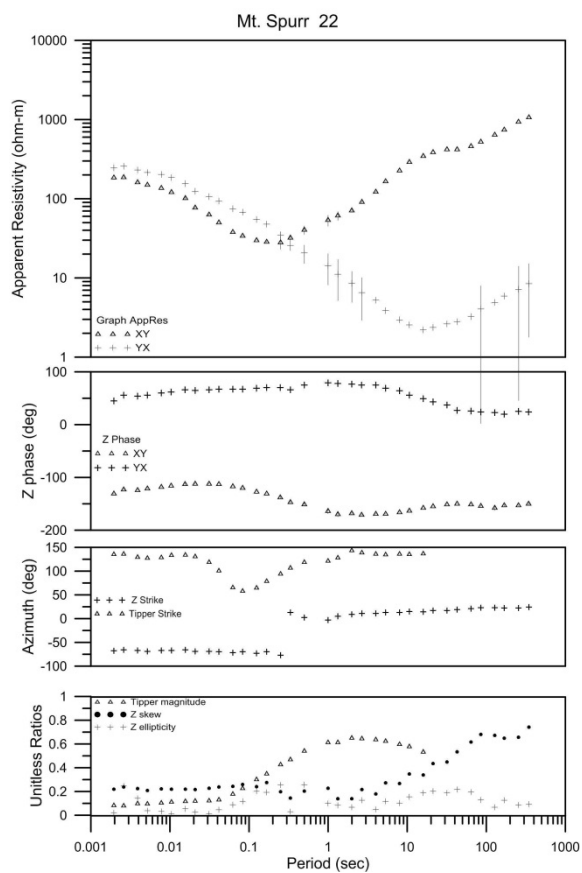 Mt. Spurr 22
10000
1000
100
10
1
Apparent Resistivity (ohm-m)
Graph AppRes
XY
YX
100
50
0
-50
-100
-150
-200
Z phase (deg)
Z Phase
XY
YX
150
100
50
0
-50
-100
Azimuth (deg)
Z Strike
Tipper Strike
1
0.8
0.6
0.4
0.2
0
Unitless Ratios
Tipper magnitude
Z skew
Z ellipticity
0.001 0.01 0.1 1 10 100 1000
Period (sec)